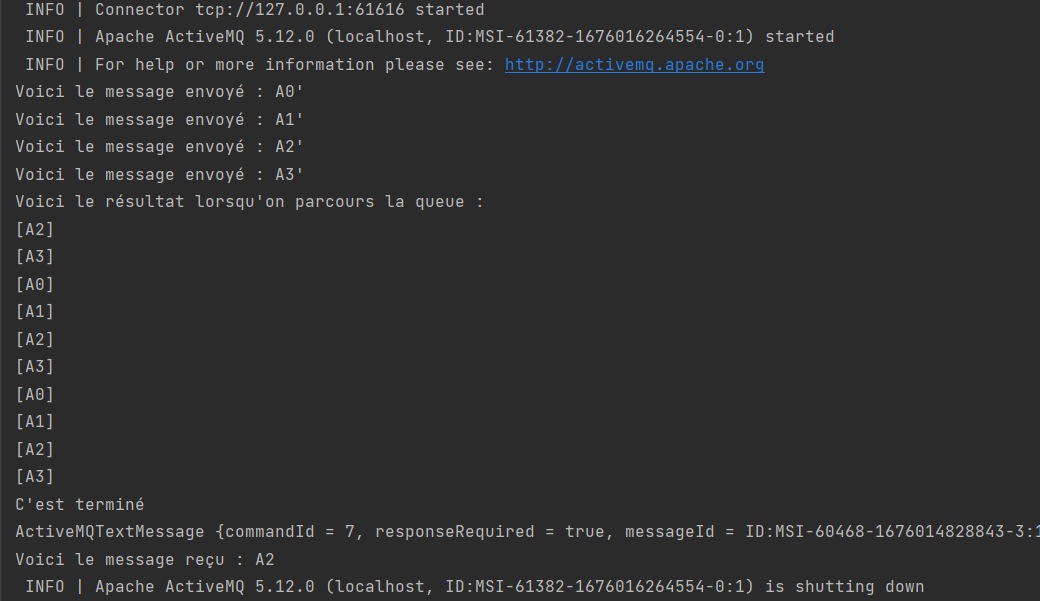 INFO | Connector tcp://127.0.0.1:61616 started
INFO | Apache ActiveMQ 5.12.0 (localhost, ID:MSI-61382-1676016264554-0:1) started
INFO | For help or more information please see: http://activemq.apache.org
Voici le message envoyé : A0'
Voici le message envoyé : A1'
Voici le message envoyé : A2'
Voici le message envoyé : A3'
Voici le résultat lorsqu'on parcours la queue :
[A2]
[A3]
[A0]
[A1]
[A2]
[A3]
[A0]
[A1]
[A2]
[A3]
C'est terminé
ActiveMQTextMessage {commandId = 7, responseRequired = true, messageId = ID:MSI-60468-1676014828843-3:1
Voici le message reçu : A2
INFO | Apache ActiveMQ 5.12.0 (localhost, ID:MSI-61382-1676016264554-0:1) is shutting down